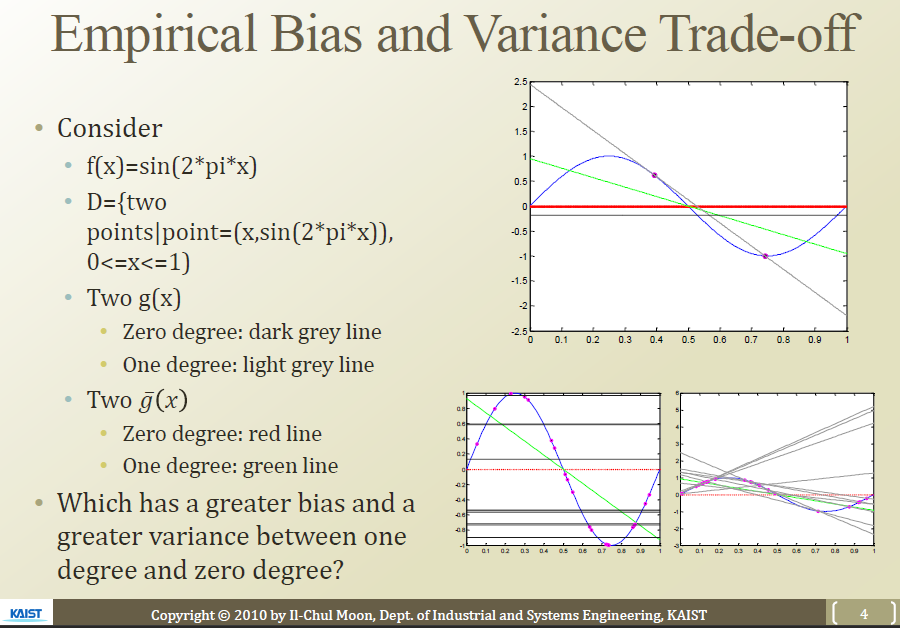 Empirical Bias and Variance Trade-off
• Consider
• f(x)=sin(2*pi*x)
• D={two
points|point=(x,sin(2*pi*x)),
0<=x<=1)
• Two g(x)
• Zero degree: dark grey line
• One degree: light grey line
• Two ḡ(x)
• Zero degree: red line
• One degree: green line
• Which has a greater bias and a
greater variance between one
degree and zero degree?
2.5
2
1.5
1
0.5
0
-0.5
-1
-1.5
-2
-2.5
0 0.1 0.2 0.3 0.4 0.5 0.6 0.7 0.8 0.9 1
1
0.8
0.6
0.4
0.2
0
-0.2
-0.4
-0.6
-0.8
-1
0 0.1 0.2 0.3 0.4 0.5 0.6 0.7 0.8 0.9 1
6
5
4
3
2
1
0
-1
-2
-3
0 0.1 0.2 0.3 0.4 0.5 0.6 0.7 0.8 0.9 1
KAIST
Copyright © 2010 by Il-Chul Moon, Dept. of Industrial and Systems Engineering, KAIST
4